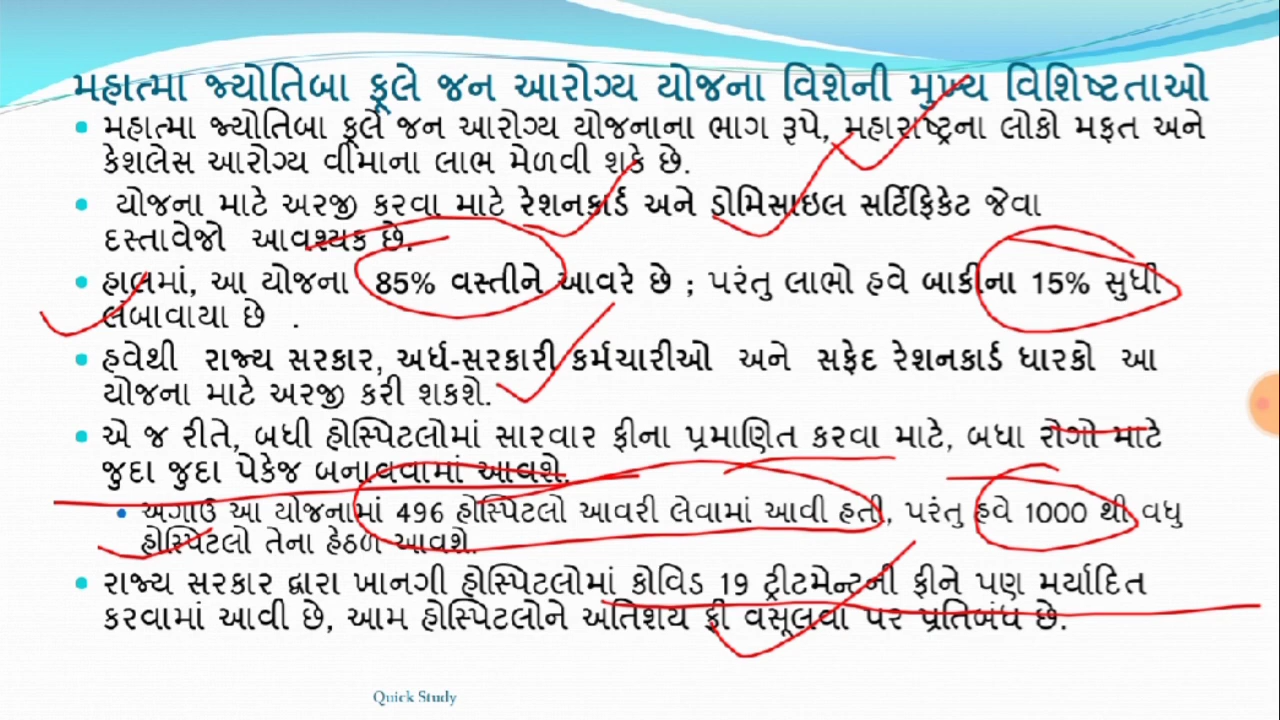 મહાત્મા જ્યોતિબા ફૂલે જન આરોગ્ય યોજના વિશેની મુખ્ય વિશિષ્ટતાઓ
• મહાત્મા જ્યોતિબા ફૂલે જન આરોગ્ય યોજનાના ભાગ રૂપે, મહારાષ્ટ્રના લોકો મફત અને
કેશલેસ આરોગ્ય વીમાના લાભ મેળવી શકે છે.
• યોજના માટે અરજી કરવા માટે રેશનકાર્ડ અને ડોમિસાઇલ સર્ટિફિકેટ જેવા
દસ્તાવેજો આવશ્યક છે.
• હાલમાં, આ યોજના 85% વસ્તીને આવરે છે ; પરંતુ લાભો હવે બાકીના 15% સુધી
લંબાવાયા છે .
• હવેથી રાજ્ય સરકાર, અર્ધ-સરકારી કર્મચારીઓ અને સફેદ રેશનકાર્ડ ધારકો આ
યોજના માટે અરજી કરી શકશે.
• એ જ રીતે, બધી હોસ્પિટલોમાં સારવાર ફીના પ્રમાણિત કરવા માટે, બધા રોગો માટે
જુદા જુદા પેકેજ બનાવવામાં આવશે.
• અગાઉ આ યોજનામાં 496 હોસ્પિટલો આવરી લેવામાં આવી હતી, પરંતુ હવે 1000 થી વધુ
હોસ્પિટલો તેના હેઠળ આવશે.
• રાજ્ય સરકાર દ્વારા ખાનગી હોસ્પિટલોમાં કોવિડ 19 ટ્રીટમેન્ટની ફીને પણ મર્યાદિત
કરવામાં આવી છે, આમ હોસ્પિટલોને અતિશય ફી વસૂલવા પર પ્રતિબંધ છે.
Quick Study